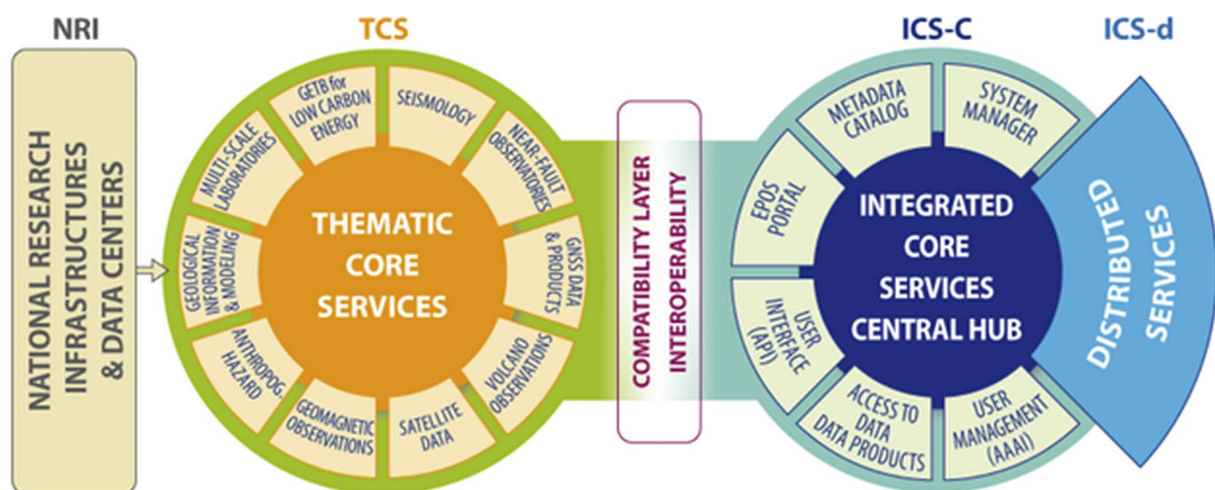 NRI
NATIONAL RESEARCH
INFRASTRUCTURES
& DATA CENTERS
TCS
THEMATIC
CORE
SERVICES
SEISMOLOGY
NEAR-FAULT
OBSERVATORIES
GNSS DATA
& PRODUCTS
VOLCANO
OBSERVATIONS
SATELLITE
DATA
GEOMAGNETIC
OBSERVATIONS
ANTHROPOG.
HAZARD
GEOLOGICAL
INFORMATION
& MODELING
MULTI-SCALE
LABORATORIES
GETB for
LOW CARBON
ENERGY
COMPATIBILITY LAYER
INTEROPERABILITY
ICS-C
INTEGRATED
CORE
SERVICES
CENTRAL HUB
METADATA
CATALOG
SYSTEM
MANAGER
EPOS
PORTAL
USER
INTERFACE
(API)
ACCESS TO
DATA
DATA PRODUCTS
USER
MANAGEMENT
(AAAI)
ICS-d
DISTRIBUTED
SERVICES